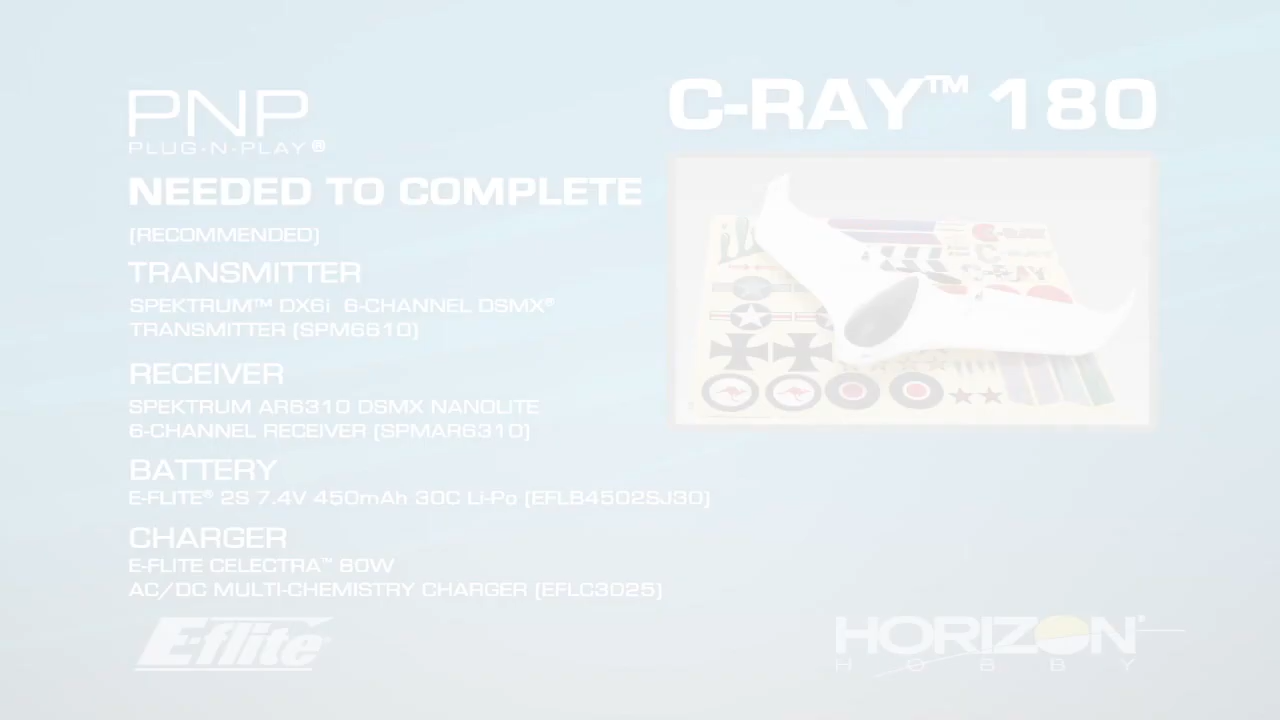 PNP
PLUG-N-PLAY®
NEEDED TO COMPLETE
(RECOMMENDED)
TRANSMITTER
SPEKTRUM™ DX6i 6-CHANNEL DSMX®
TRANSMITTER (SPM6610)
RECEIVER
SPEKTRUM AR6310 DSMX NANOLITE
6-CHANNEL RECEIVER (SPMAR6310)
BATTERY
E-FLITE® 2S 7.4V 450mAh 30C Li-Po (EFLB4502SJ30)
CHARGER
E-FLITE CELECTRA™ 80W
AC/DC MULTI-CHEMISTRY CHARGER (EFLC3025)
E-flite®
C-RAY™ 180
C-RAY
HORIZON®
HOBBY